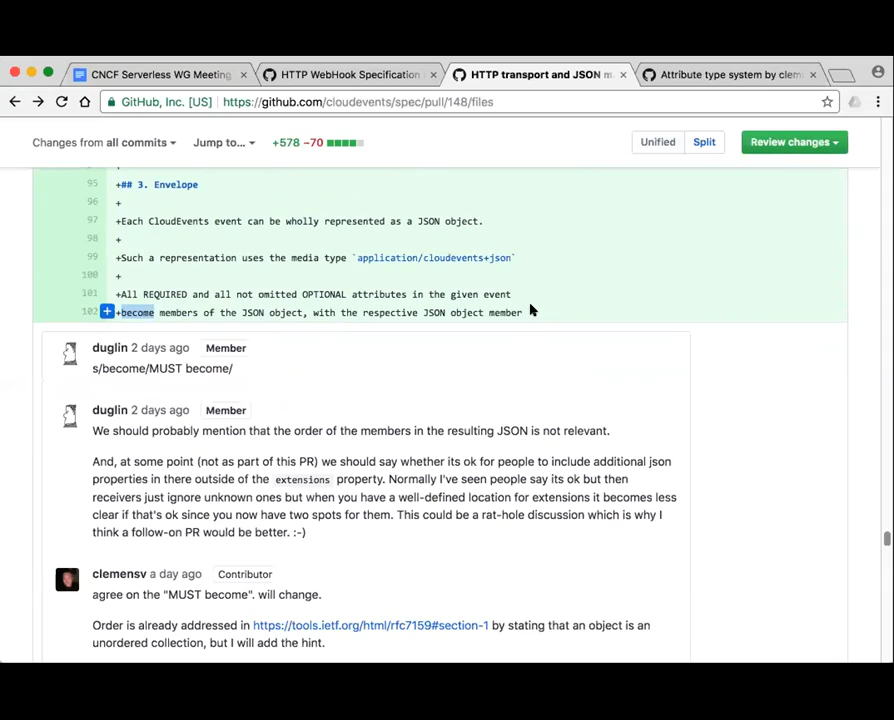 CNCF Serverless WG Meeting
HTTP WebHook Specification
HTTP transport and JSON m
Attribute type system by clem
GitHub, Inc. [US] https://github.com/cloudevents/spec/pull/148/files
Changes from all commits Jump to... +578 −70 Unified Split Review changes
95 +## 3. Envelope
96 +
97 +Each CloudEvents event can be wholly represented as a JSON object.
98 +
99 +Such a representation uses the media type `application/cloudevents+json`
100 +
101 +All REQUIRED and all not omitted OPTIONAL attributes in the given event
102 +become members of the JSON object, with the respective JSON object member
duglin 2 days ago Member
s/become/MUST become/
duglin 2 days ago Member
We should probably mention that the order of the members in the resulting JSON is not relevant.
And, at some point (not as part of this PR) we should say whether its ok for people to include additional json
properties in there outside of the extensions property. Normally I've seen people say its ok but then
receivers just ignore unknown ones but when you have a well-defined location for extensions it becomes less
clear if that's ok since you now have two spots for them. This could be a rat-hole discussion which is why I
think a follow-on PR would be better. :-)
clemensv a day ago Contributor
agree on the "MUST become". will change.
Order is already addressed in https://tools.ietf.org/html/rfc7159#section-1 by stating that an object is an
unordered collection, but I will add the hint.